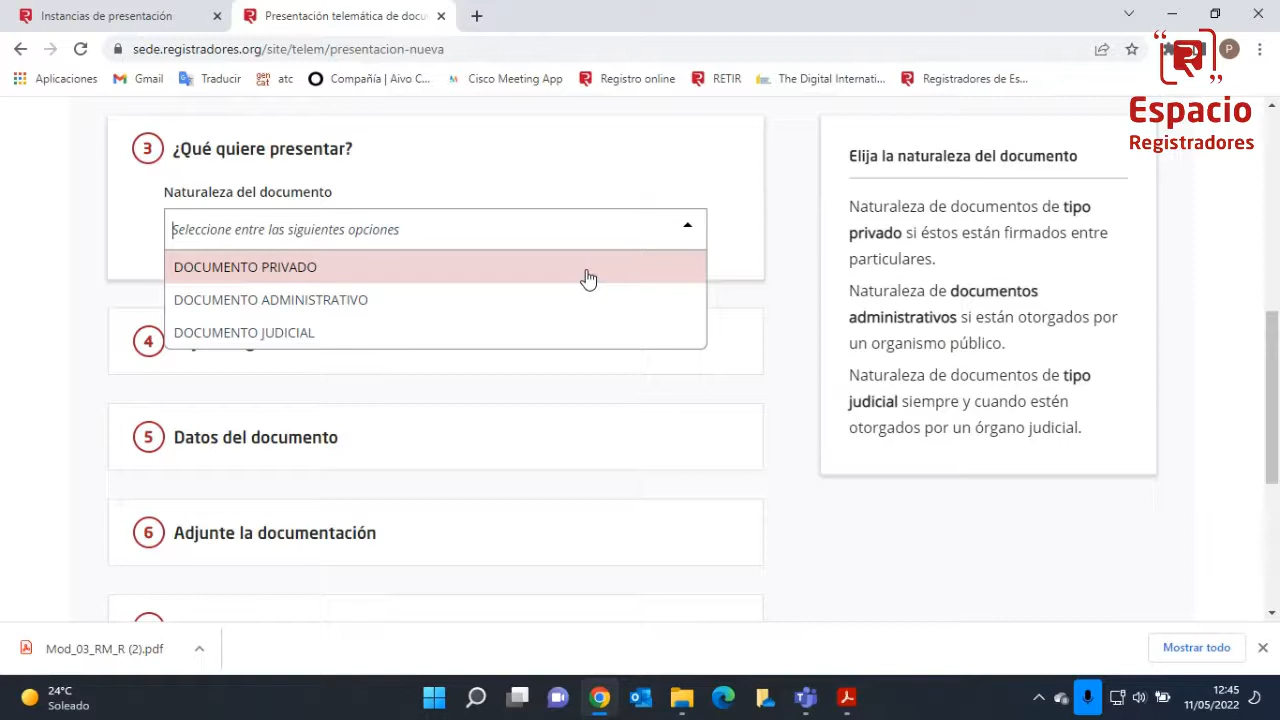 Instancias de presentación
Presentación telemática de docu
sede.registradores.org/site/telem/presentacion-nueva
P
Aplicaciones
Gmail
Traducir
gen
cat
atc
Compañía | Aivo C...
Cisco Meeting App
Registro online
RETIR
The Digital Internati...
Registradores de Es...
Espacio
Registradores
3 ¿Qué quiere presentar?
Naturaleza del documento
Seleccione entre las siguientes opciones
DOCUMENTO PRIVADO
DOCUMENTO ADMINISTRATIVO
DOCUMENTO JUDICIAL
4
5 Datos del documento
6 Adjunte la documentación
Elija la naturaleza del documento
Naturaleza de documentos de tipo
privado si éstos están firmados entre
particulares.
Naturaleza de documentos
administrativos si están otorgados por
un organismo público.
Naturaleza de documentos de tipo
judicial siempre y cuando estén
otorgados por un órgano judicial.
Mod_03_RM_R (2).pdf
Mostrar todo
24°C
Soleado
12:45
11/05/2022